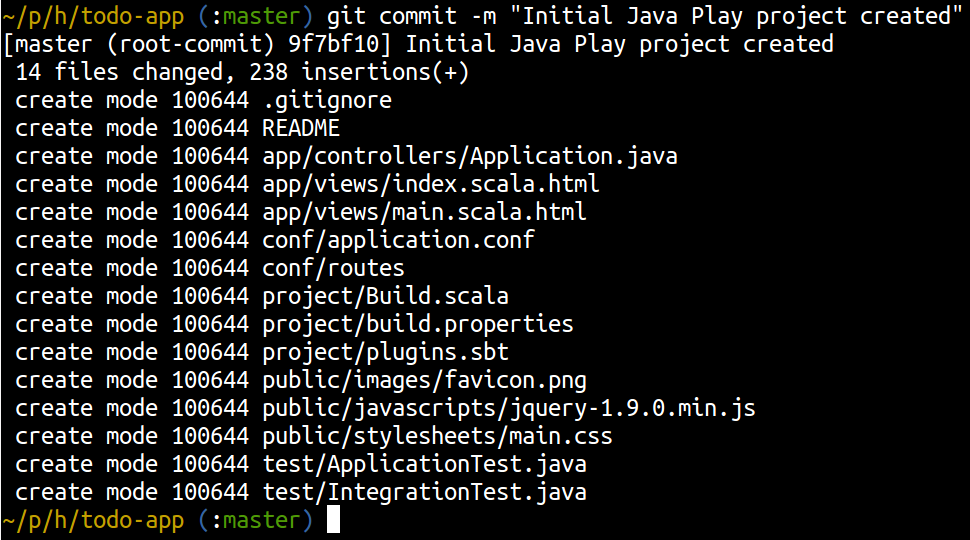 ~/p/h/todo-app (:master) git commit -m "Initial Java Play project created"
[master (root-commit) 9f7bf10] Initial Java Play project created
 14 files changed, 238 insertions(+)
 create mode 100644 .gitignore
 create mode 100644 README
 create mode 100644 app/controllers/Application.java
 create mode 100644 app/views/index.scala.html
 create mode 100644 app/views/main.scala.html
 create mode 100644 conf/application.conf
 create mode 100644 conf/routes
 create mode 100644 project/Build.scala
 create mode 100644 project/build.properties
 create mode 100644 project/plugins.sbt
 create mode 100644 public/images/favicon.png
 create mode 100644 public/javascripts/jquery-1.9.0.min.js
 create mode 100644 public/stylesheets/main.css
 create mode 100644 test/ApplicationTest.java
 create mode 100644 test/IntegrationTest.java
~/p/h/todo-app (:master)